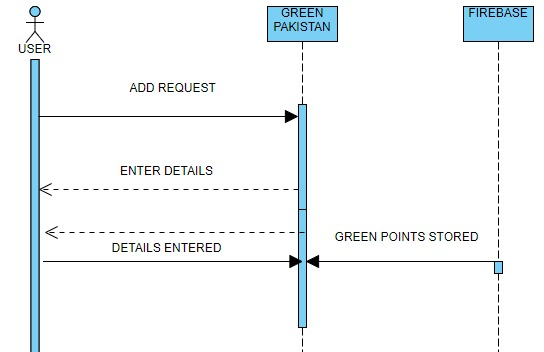 GREEN
PAKISTAN
FIREBASE
USER
ADD REQUEST
ENTER DETAILS
GREEN POINTS STORED
DETAILS ENTERED